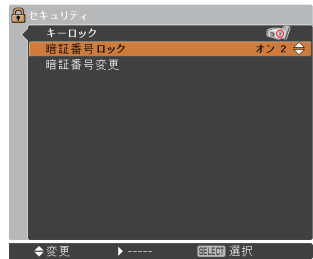 セキュリティ
キーロック
暗証番号ロック オン 2
暗証番号変更
変更 ----- SELECT 選択